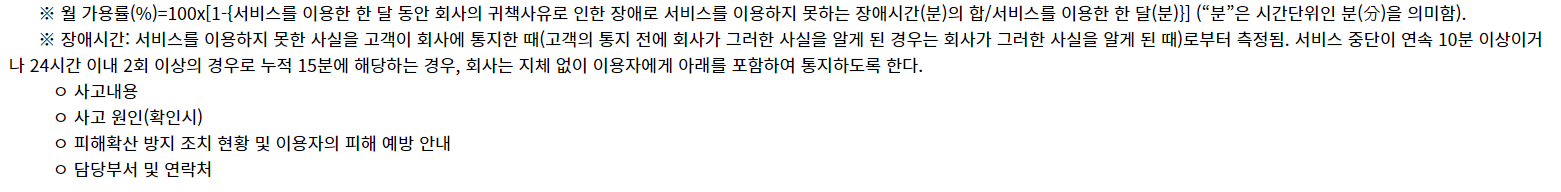 ※ 월 가용률(%)=100x[1-{서비스를 이용한 한 달 동안 회사의 귀책사유로 인한 장애로 서비스를 이용하지 못하는 장애시간(분)의 합/서비스를 이용한 한 달(분)}] (“분”은 시간단위인 분(分)을 의미함).
※ 장애시간: 서비스를 이용하지 못한 사실을 고객이 회사에 통지한 때(고객의 통지 전에 회사가 그러한 사실을 알게 된 경우는 회사가 그러한 사실을 알게 된 때)로부터 측정됨. 서비스 중단이 연속 10분 이상이거
나 24시간 이내 2회 이상의 경우로 누적 15분에 해당하는 경우, 회사는 지체 없이 이용자에게 아래를 포함하여 통지하도록 한다.
ㅇ 사고내용
ㅇ 사고 원인(확인시)
ㅇ 피해확산 방지 조치 현황 및 이용자의 피해 예방 안내
ㅇ 담당부서 및 연락처